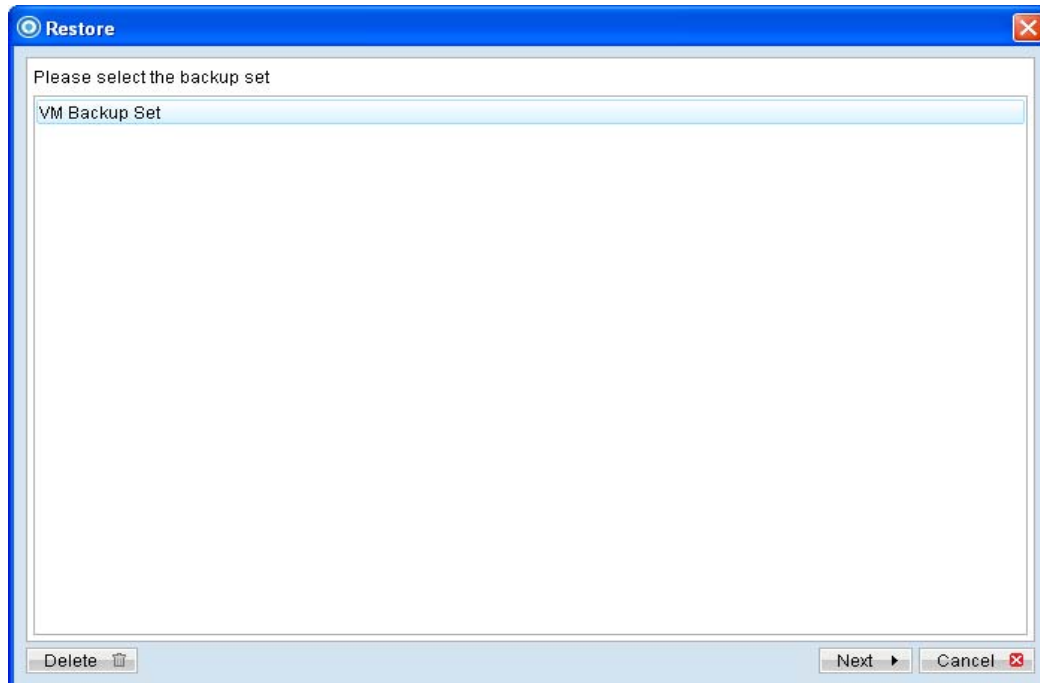 Restore
Please select the backup set
VM Backup Set
Delete
Next
Cancel